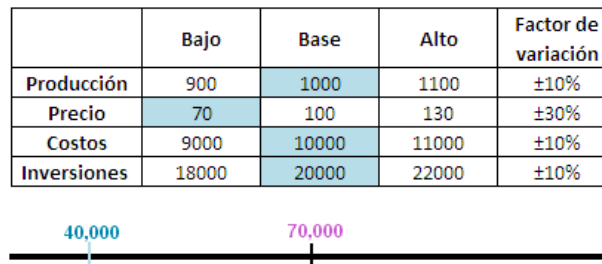 Bajo Base Alto Factor de variación
Producción 900 1000 1100 ±10%
Precio 70 100 130 ±30%
Costos 9000 10000 11000 ±10%
Inversiones 18000 20000 22000 ±10%
40,000 70,000